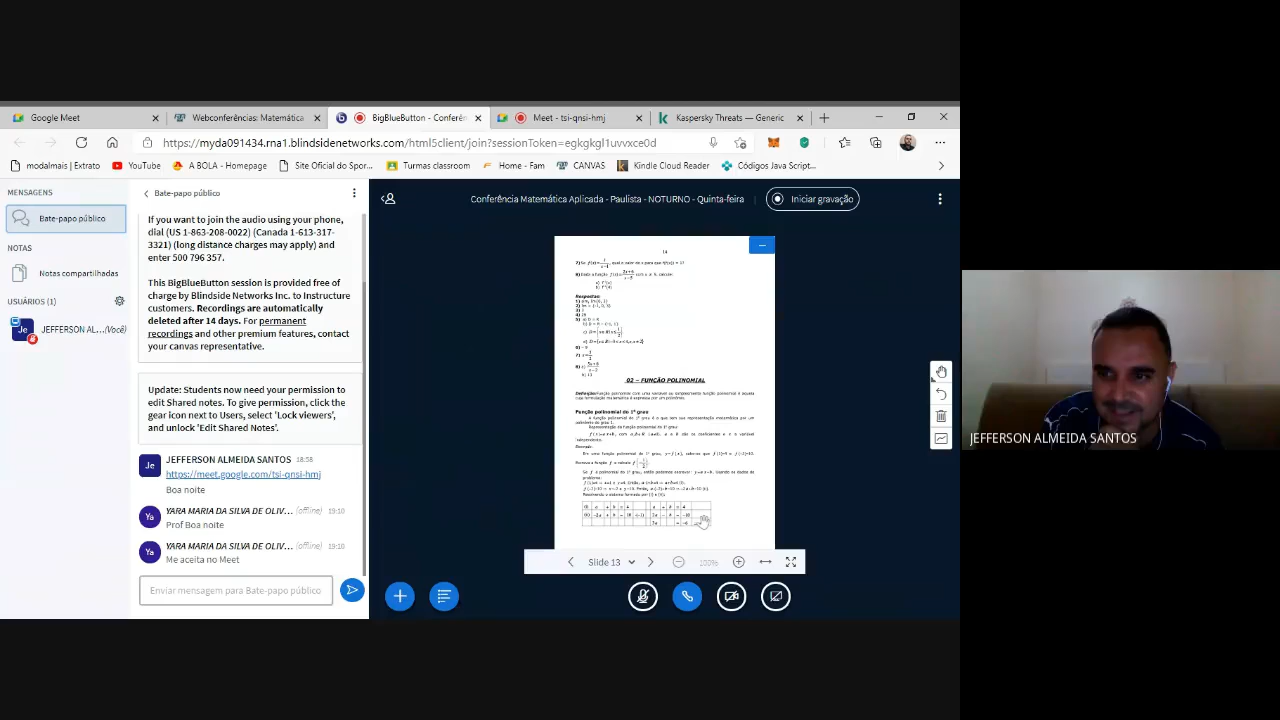 Google Meet
Webconferências: Matemática
BigBlueButton - Conferên
Meet - tsi-qnsi-hmj
Kaspersky Threats — Generic
https://myda091434.rna1.blindsidenetworks.com/html5client/join?sessionToken=egkgkgl1uvvxce0d
modalmais | Extrato
YouTube
A BOLA - Homepage
Site Oficial do Spor...
Turmas classroom
Home - Fam
CANVAS
Kindle Cloud Reader
Códigos Java Script...
MENSAGENS
Bate-papo público
NOTAS
Notas compartilhadas
USUÁRIOS (1)
Je
JEFFERSON AL... (Você)
Bate-papo público
If you want to join the audio using your phone,
dial (US 1-863-208-0022) (Canada 1-613-317-
3321) (long distance charges may apply) and
enter 500 796 357.
This BigBlueButton session is provided free
of charge by Blindside Networks Inc. to Instructure
customers. Recordings are automatically
deleted after 14 days. For permanent
recordings and other premium features, contact
your Canvas representative.
Update: Students now need your permission to
edit Shared notes. To give permission, click the
gear icon next to Users, select 'Lock viewers',
and unlock 'Edit Shared Notes'.
Je
JEFFERSON ALMEIDA SANTOS 18:58
https://meet.google.com/tsi-qnsi-hmj
Boa noite
Ya
YARA MARIA DA SILVA DE OLIV... (offline) 19:10
Prof Boa noite
Ya
YARA MARIA DA SILVA DE OLIV... (offline) 19:10
Me aceita no Meet
Enviar mensagem para Bate-papo público
Conferência Matemática Aplicada - Paulista - NOTURNO - Quinta-feira
Iniciar gravação
14
Respostas:
02 – FUNÇÃO POLINOMIAL
Função polinomial do 1º grau
Slide 13
100%
JEFFERSON ALMEIDA SANTOS